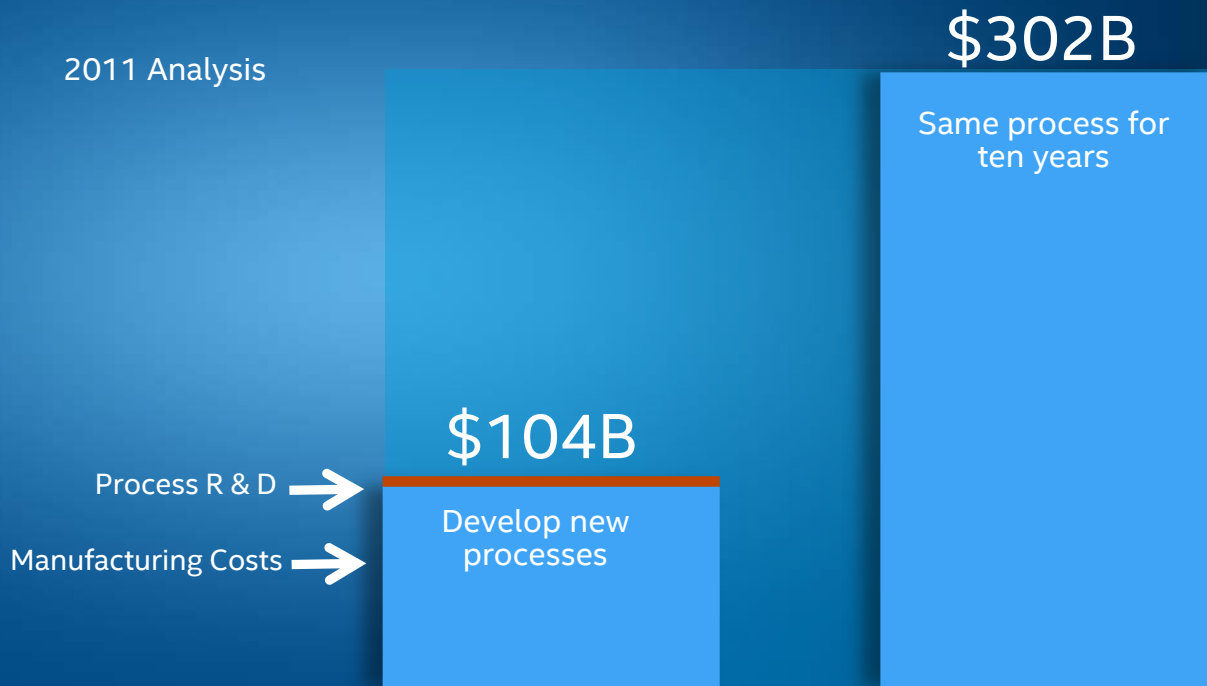 2011 Analysis
$302B
Same process for
ten years
$104B
Process R & D
Develop new
processes
Manufacturing Costs